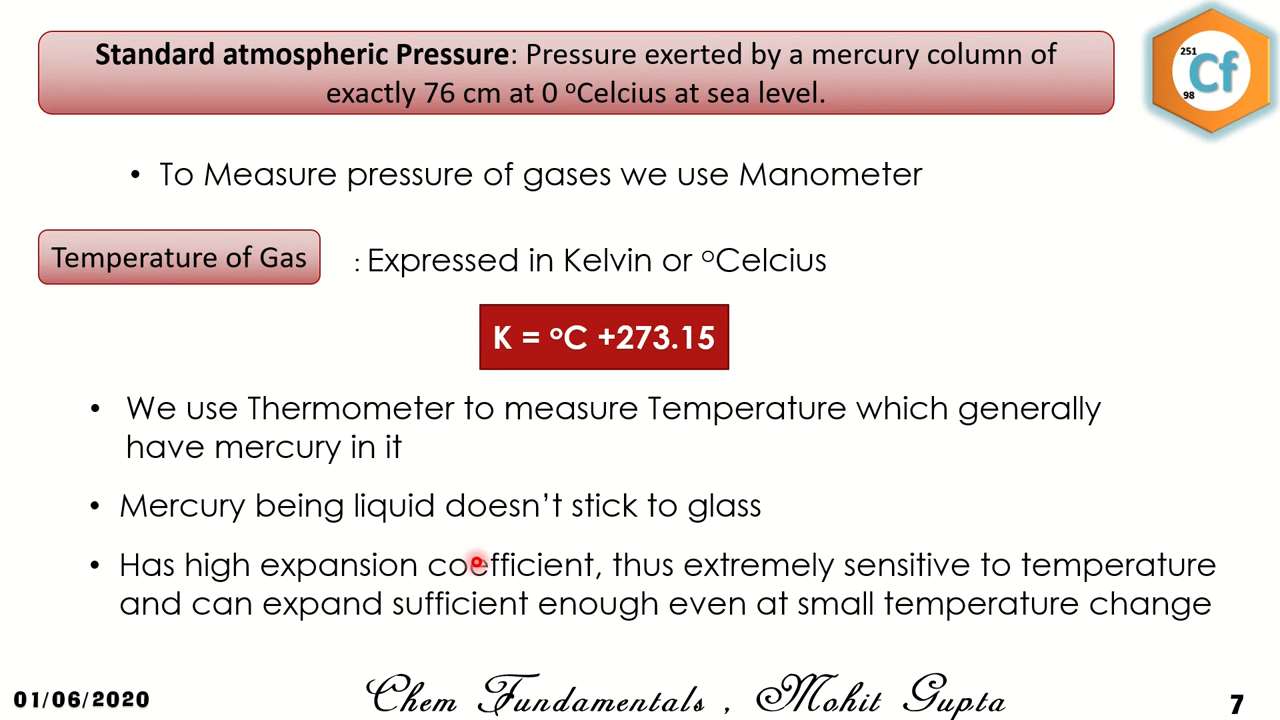 Standard atmospheric Pressure: Pressure exerted by a mercury column of
exactly 76 cm at 0 ᵒCelcius at sea level.
251
Cf
98
• To Measure pressure of gases we use Manometer
Temperature of Gas : Expressed in Kelvin or ᵒCelcius
K = ᵒC +273.15
• We use Thermometer to measure Temperature which generally
have mercury in it
• Mercury being liquid doesn’t stick to glass
• Has high expansion coefficient, thus extremely sensitive to temperature
and can expand sufficient enough even at small temperature change
01/06/2020 Chem Fundamentals , Mohit Gupta 7